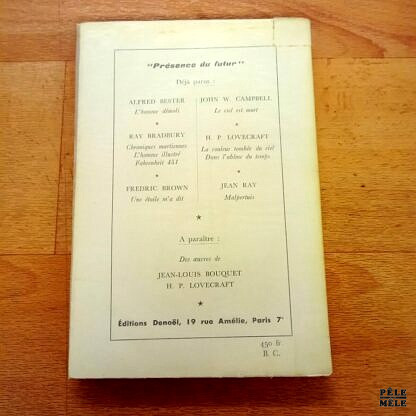 "Présence du futur"
Déjà parus :
ALFRED BESTER
L'homme démoli
JOHN W. CAMPBELL
Le ciel est mort
RAY BRADBURY
Chroniques martiennes
L'homme illustré
Fahrenheit 451
H. P. LOVECRAFT
La couleur tombée du ciel
Dans l'abîme du temps
FREDRIC BROWN
Une étoile m'a dit
JEAN RAY
Malpertuis
A paraître :
Des œuvres de
JEAN-LOUIS BOUQUET
H. P. LOVECRAFT
Éditions Denoël, 19 rue Amélie, Paris 7e
450 fr
B. C.
PÊLE
MÊLE